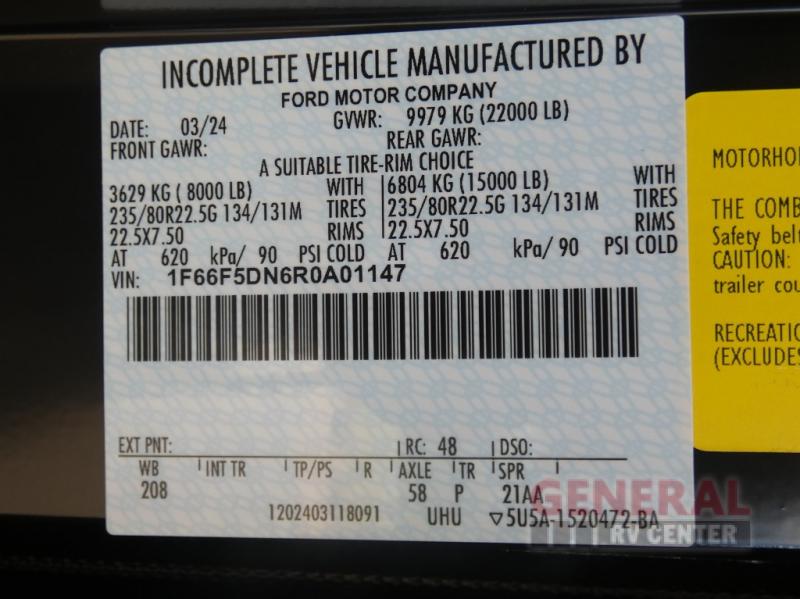 INCOMPLETE VEHICLE MANUFACTURED BY
FORD MOTOR COMPANY
DATE: 03/24 GVWR: 9979 KG (22000 LB)
FRONT GAWR: REAR GAWR:
A SUITABLE TIRE-RIM CHOICE
3629 KG ( 8000 LB) WITH 6804 KG (15000 LB) WITH
235/80R22.5G 134/131M TIRES 235/80R22.5G 134/131M TIRES
22.5X7.50 RIMS 22.5X7.50 RIMS
AT 620 kPa/ 90 PSI COLD AT 620 kPa/ 90 PSI COLD
VIN: 1F66F5DN6R0A01147
EXT PNT: RC: 48 DSO:
WB INT TR TP/PS R AXLE TR SPR
208 58 P 21AA
1202403118091 UHU ▽5U5A-1520472-BA
MOTORHO
THE COMB
Safety belt
CAUTION:
trailer cou
RECREATIO
(EXCLUDES
GENERAL
RV CENTER